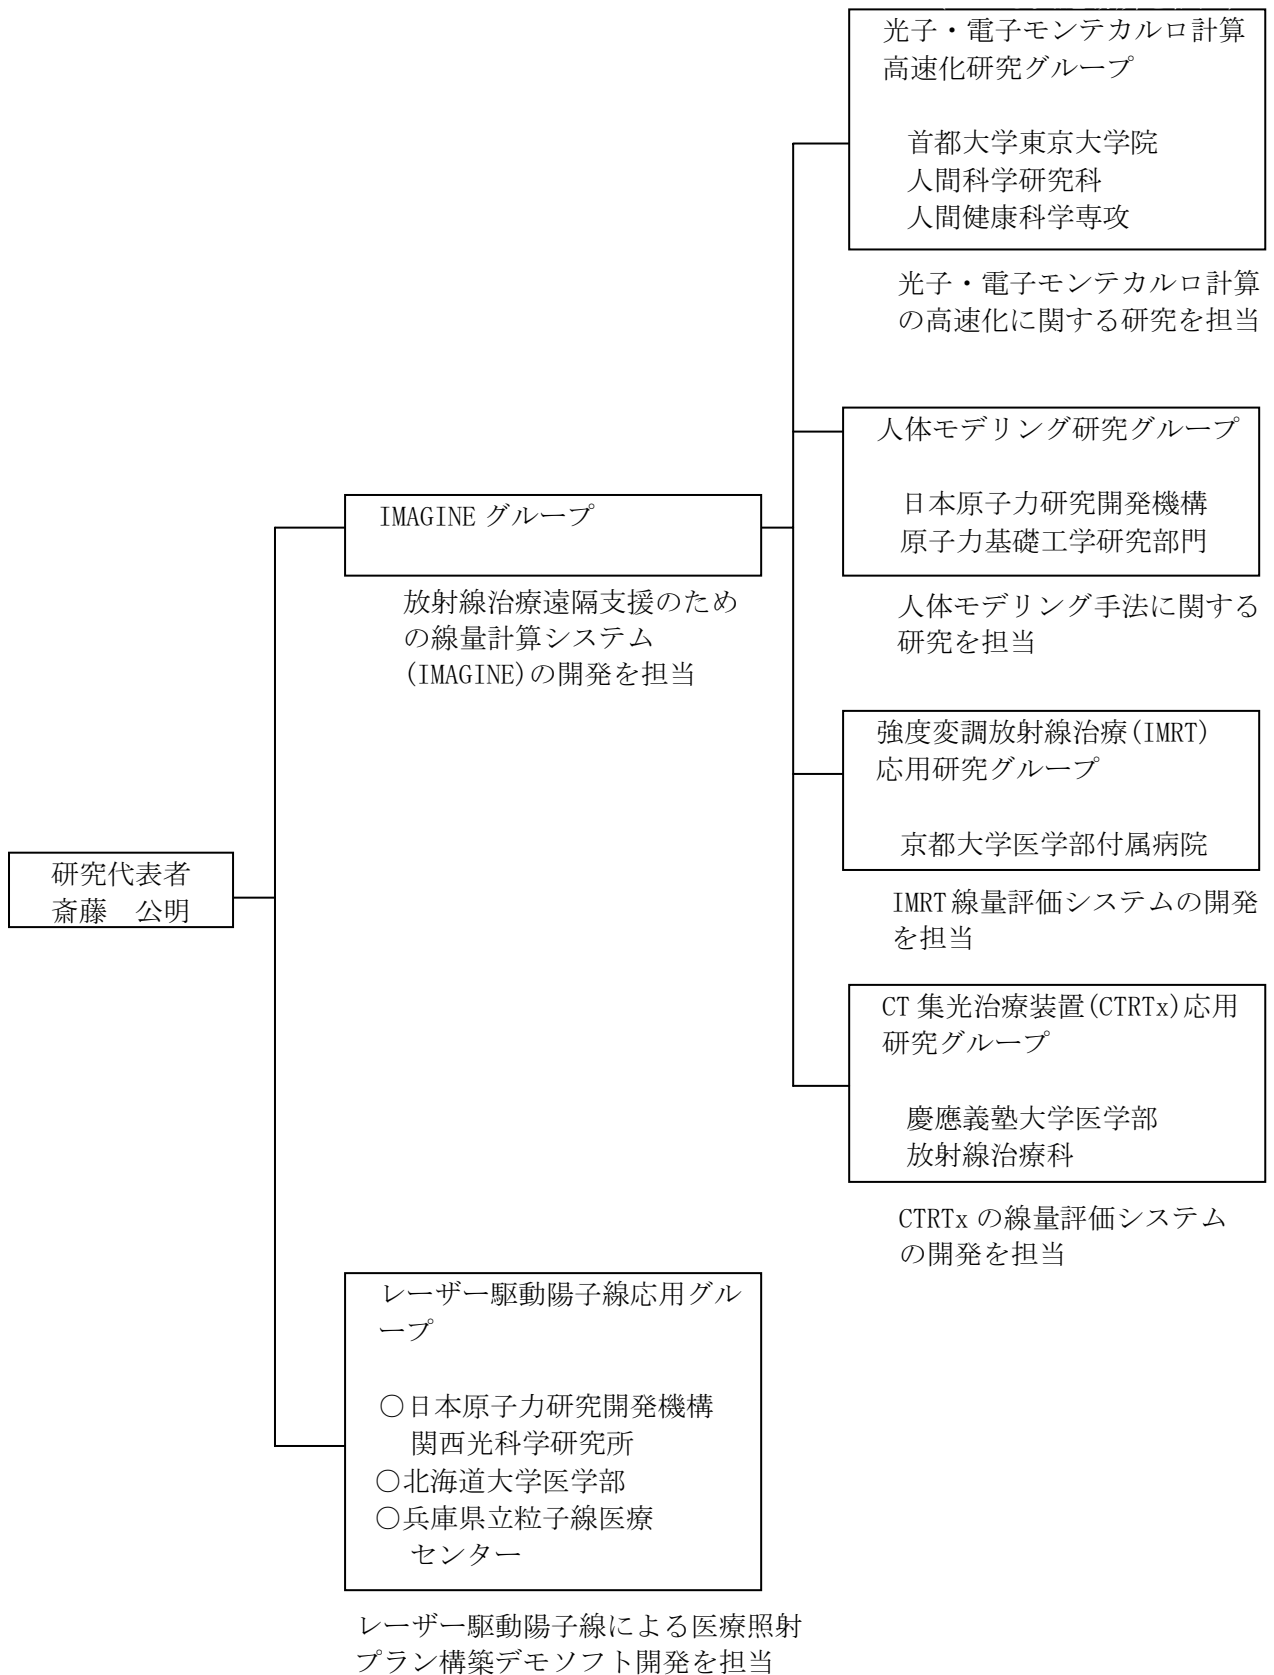 研究代表者
斎藤　公明
IMAGINE グループ
放射線治療遠隔支援のため
の線量計算システム
(IMAGINE)の開発を担当
光子・電子モンテカルロ計算
高速化研究グループ
首都大学東京大学院
人間科学研究科
人間健康科学専攻
光子・電子モンテカルロ計算
の高速化に関する研究を担当
人体モデリング研究グループ
日本原子力研究開発機構
原子力基礎工学研究部門
人体モデリング手法に関する
研究を担当
強度変調放射線治療(IMRT)
応用研究グループ
京都大学医学部付属病院
IMRT 線量評価システムの開発
を担当
CT 集光治療装置(CTRTx)応用
研究グループ
慶應義塾大学医学部
放射線治療科
CTRTx の線量評価システム
の開発を担当
レーザー駆動陽子線応用グル
ープ
○日本原子力研究開発機構
関西光科学研究所
○北海道大学医学部
○兵庫県立粒子線医療
センター
レーザー駆動陽子線による医療照射
プラン構築デモソフト開発を担当